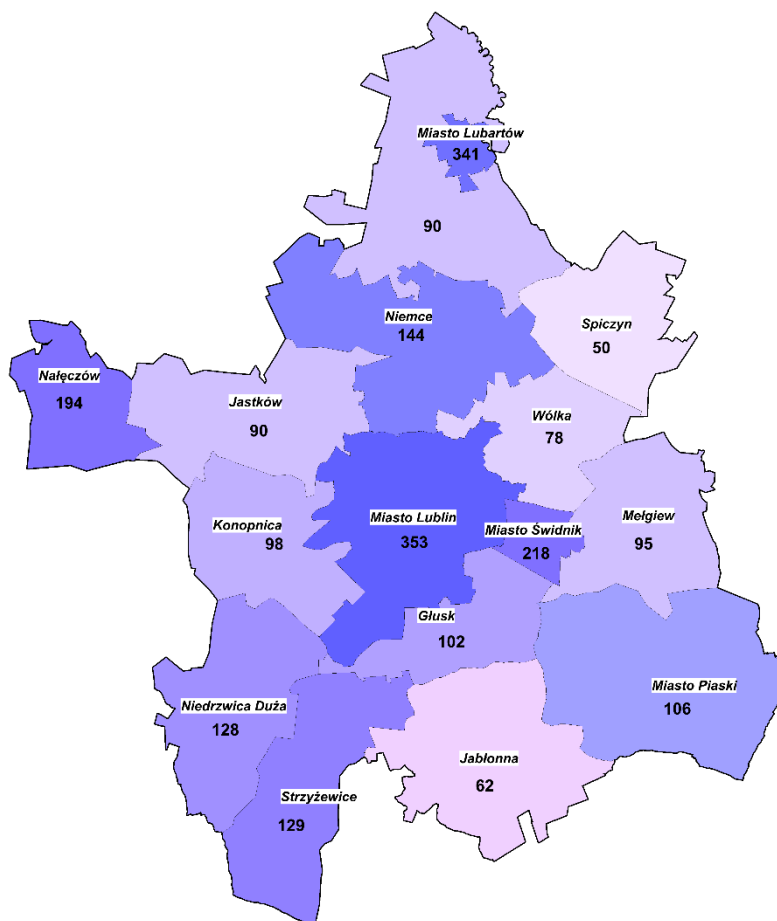 Miasto Lubartów
341
90
Niemce
144
Spiczyn
50
Nałęczów
194
Jastków
90
Wólka
78
Konopnica
98
Miasto Lublin
353
Miasto Świdnik
218
Mełgiew
95
Głusk
102
Niedrzwica Duża
128
Miasto Piaski
106
Strzyżewice
129
Jabłonna
62